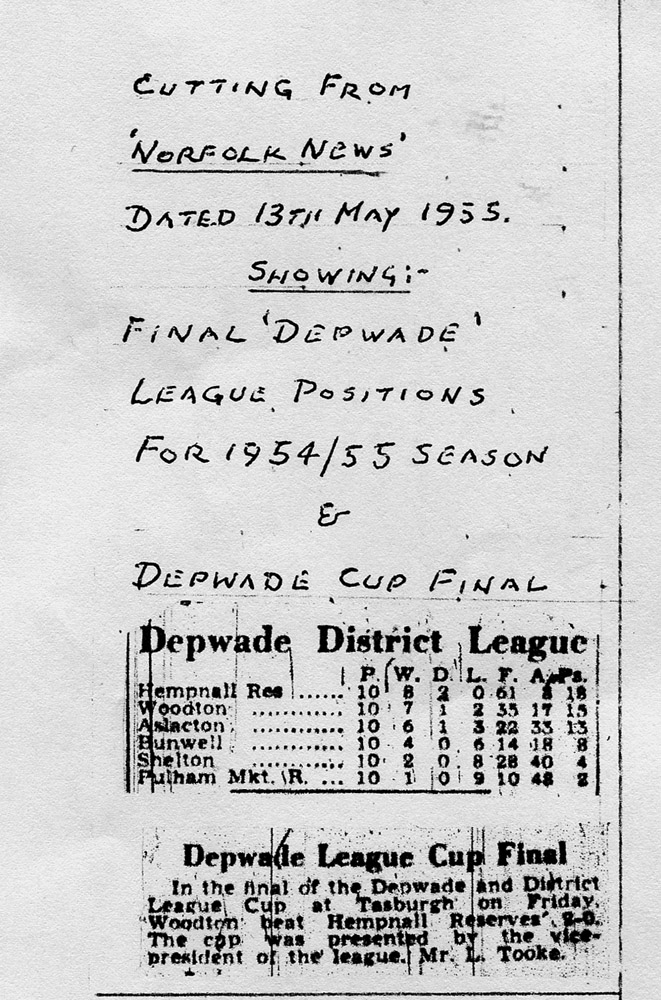 CUTTING FROM
'NORFOLK NEWS'
DATED 13TH MAY 1955.
SHOWING:-
FINAL 'DEPWADE'
LEAGUE POSITIONS
FOR 1954/55 SEASON
&
DEPWADE CUP FINAL
Depwade District League
P. W. D. L. F. A. Ps.
Hempnall Res ...... 10 8 2 0 61 8 18
Woodton ............ 10 7 1 2 35 17 15
Aslacton ............ 10 6 1 3 22 33 13
Bunwell ............ 10 4 0 6 14 18 8
Shelton ............ 10 2 0 8 28 40 4
Pulham Mkt. R. ... 10 1 0 9 10 48 2
Depwade League Cup Final
In the final of the Depwade and District
League Cup at Tasburgh on Friday,
Woodton beat Hempnall Reserves, 2-0.
The cup was presented by the vice-
president of the league, Mr. L. Tooke.